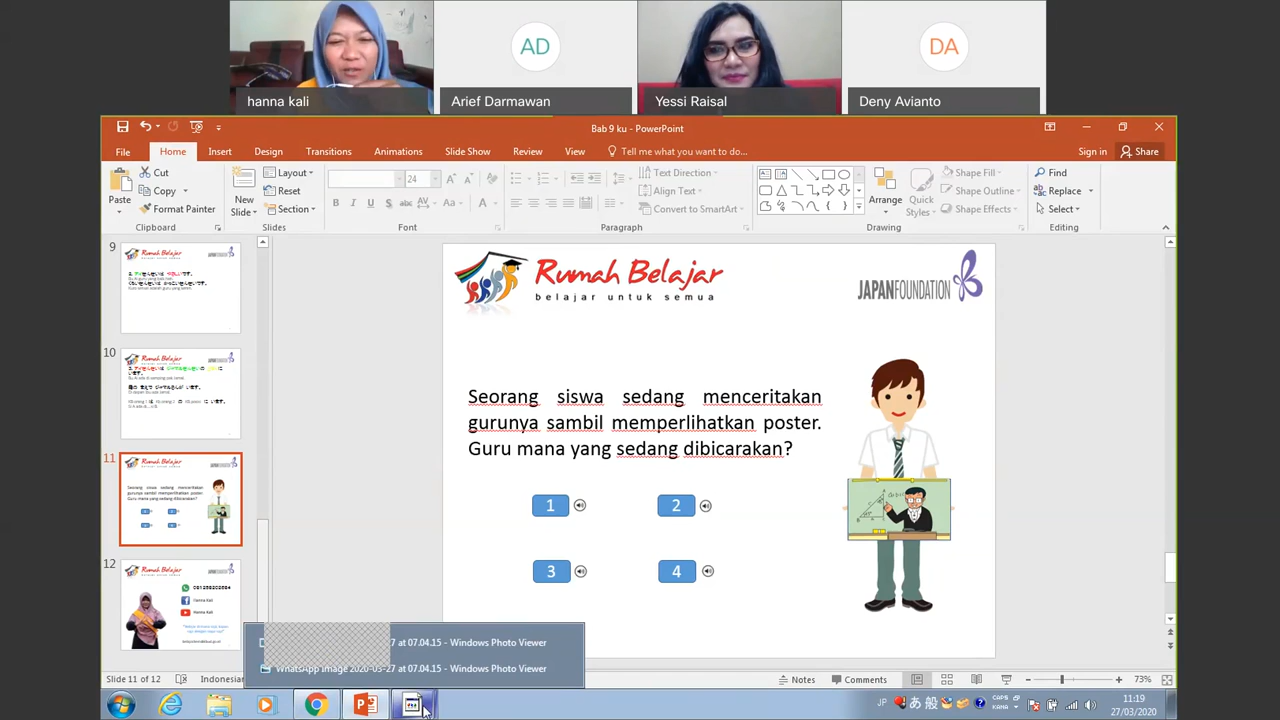 AD
DA
hanna kali
Arief Darmawan
Yessi Raisal
Deny Avianto
Bab 9 ku - PowerPoint
File
Home
Insert
Design
Transitions
Animations
Slide Show
Review
View
Tell me what you want to do...
Sign in
Share
Paste
Cut
Copy
Format Painter
Clipboard
New Slide
Layout
Reset
Section
Slides
24
Font
Text Direction
Align Text
Convert to SmartArt
Paragraph
Arrange
Quick Styles
Shape Fill
Shape Outline
Shape Effects
Drawing
Find
Replace
Select
Editing
9
10
11
12
Rumah Belajar
belajar untuk semua
JAPANFOUNDATION
Seorang siswa sedang menceritakan
gurunya sambil memperlihatkan poster.
Guru mana yang sedang dibicarakan?
1
2
3
4
7 at 07.04.15 - Windows Photo Viewer
WhatsApp Image 2020-03-27 at 07.04.15 - Windows Photo Viewer
Slide 11 of 12
Indonesian
Notes
Comments
73%
JP
あ
般
CAPS
KANA
11:19
27/03/2020